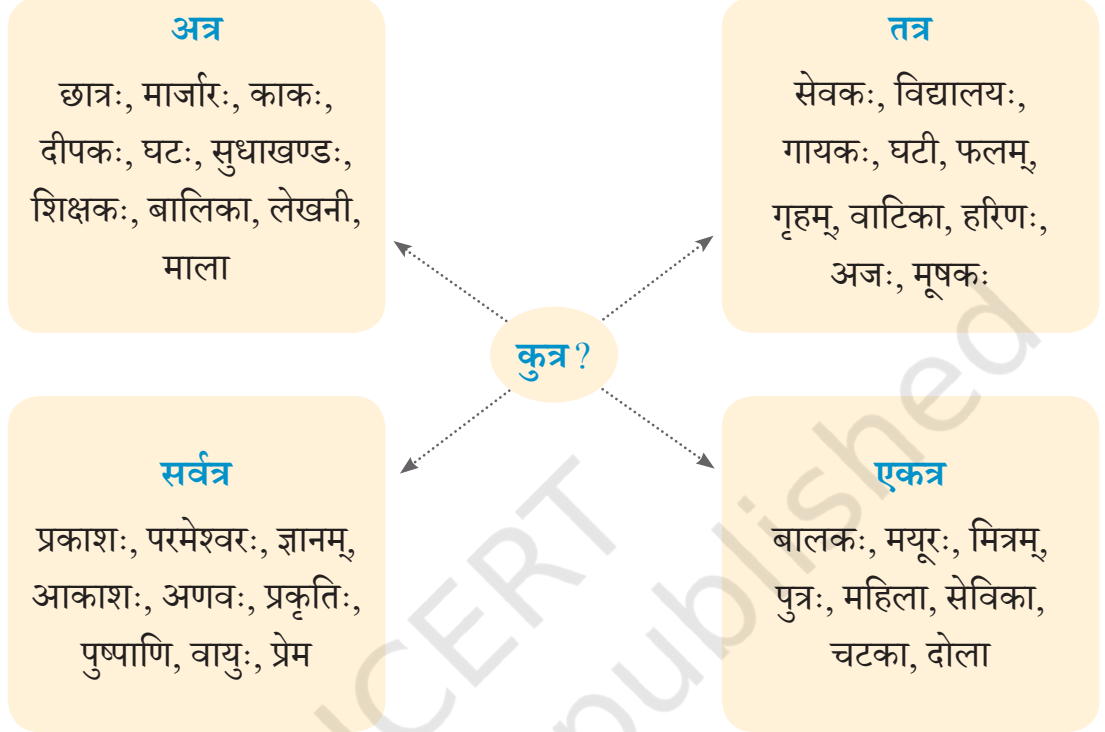 अत्र
छात्रः, मार्जारः, काकः,
दीपकः, घटः, सुधाखण्डः,
शिक्षकः, बालिका, लेखनी,
माला
तत्र
सेवकः, विद्यालयः,
गायकः, घटी, फलम्,
गृहम्, वाटिका, हरिणः,
अजः, मूषकः
कुत्र ?
सर्वत्र
प्रकाशः, परमेश्वरः, ज्ञानम्,
आकाशः, अणवः, प्रकृतिः,
पुष्पाणि, वायुः, प्रेम
एकत्र
बालकः, मयूरः, मित्रम्,
पुत्रः, महिला, सेविका,
चटका, दोला